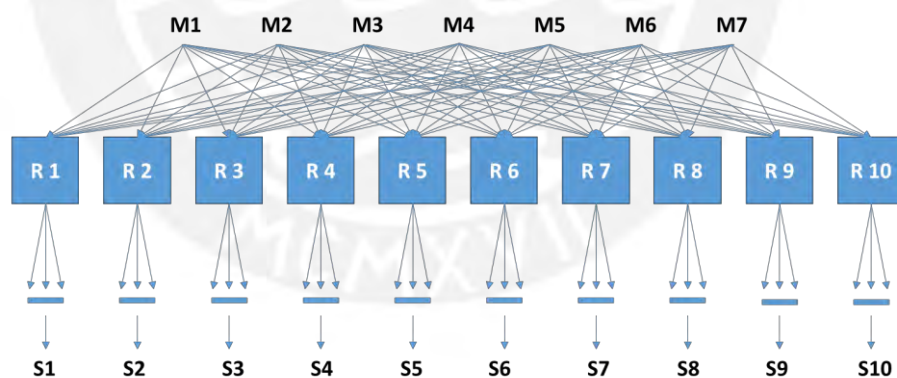 M1 M2 M3 M4 M5 M6 M7
R 1 R 2 R 3 R 4 R 5 R 6 R 7 R 8 R 9 R 10
MCMXVII
S1 S2 S3 S4 S5 S6 S7 S8 S9 S10